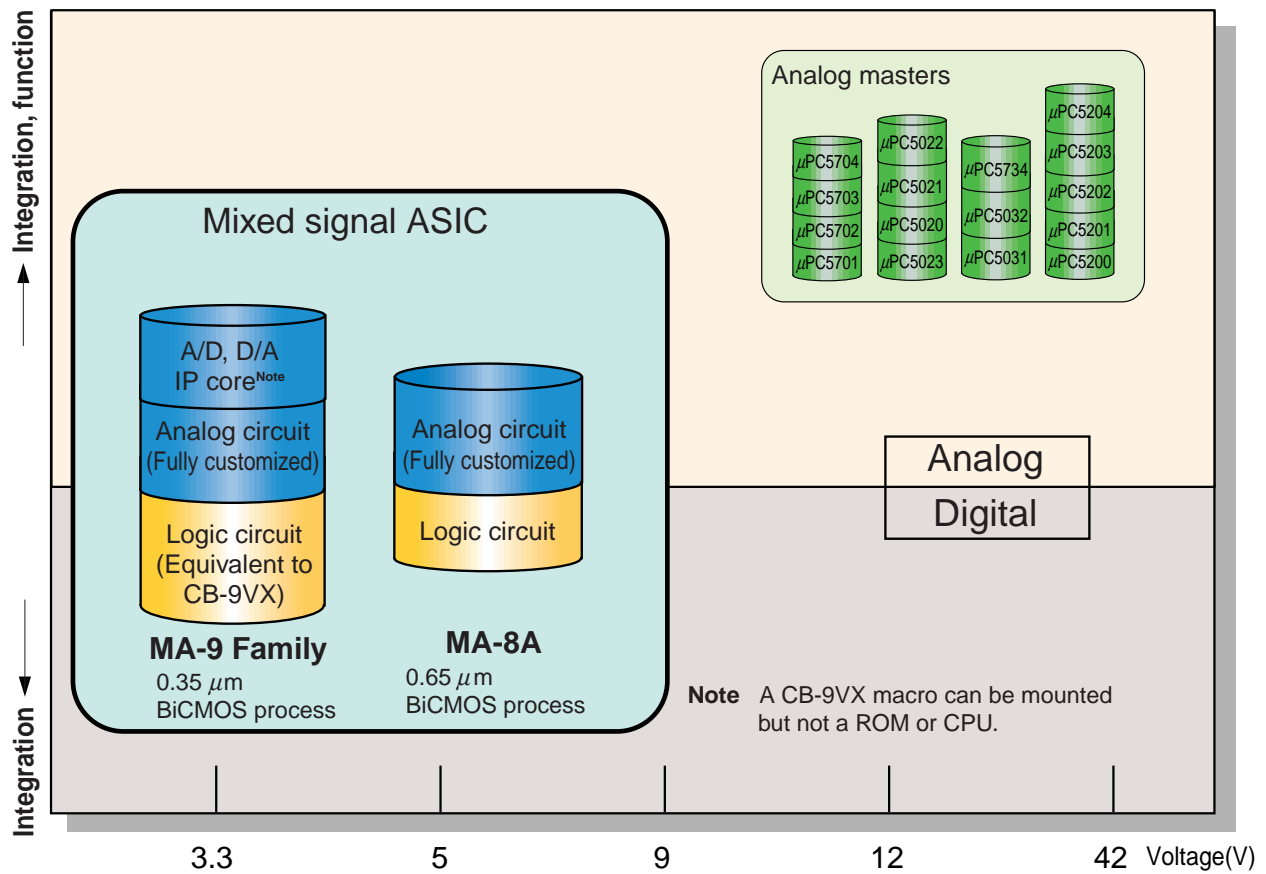 Integration, function
Integration
Analog masters
μPC5704
μPC5703
μPC5702
μPC5701
μPC5022
μPC5021
μPC5020
μPC5023
μPC5734
μPC5032
μPC5031
μPC5204
μPC5203
μPC5202
μPC5201
μPC5200
Mixed signal ASIC
A/D, D/A
IP coreNote
Analog circuit
(Fully customized)
Logic circuit
(Equivalent to
CB-9VX)
MA-9 Family
0.35 μm
BiCMOS process
Analog circuit
(Fully customized)
Logic circuit
MA-8A
0.65 μm
BiCMOS process
Analog
Digital
Note A CB-9VX macro can be mounted
but not a ROM or CPU.
3.3 5 9 12 42 Voltage(V)